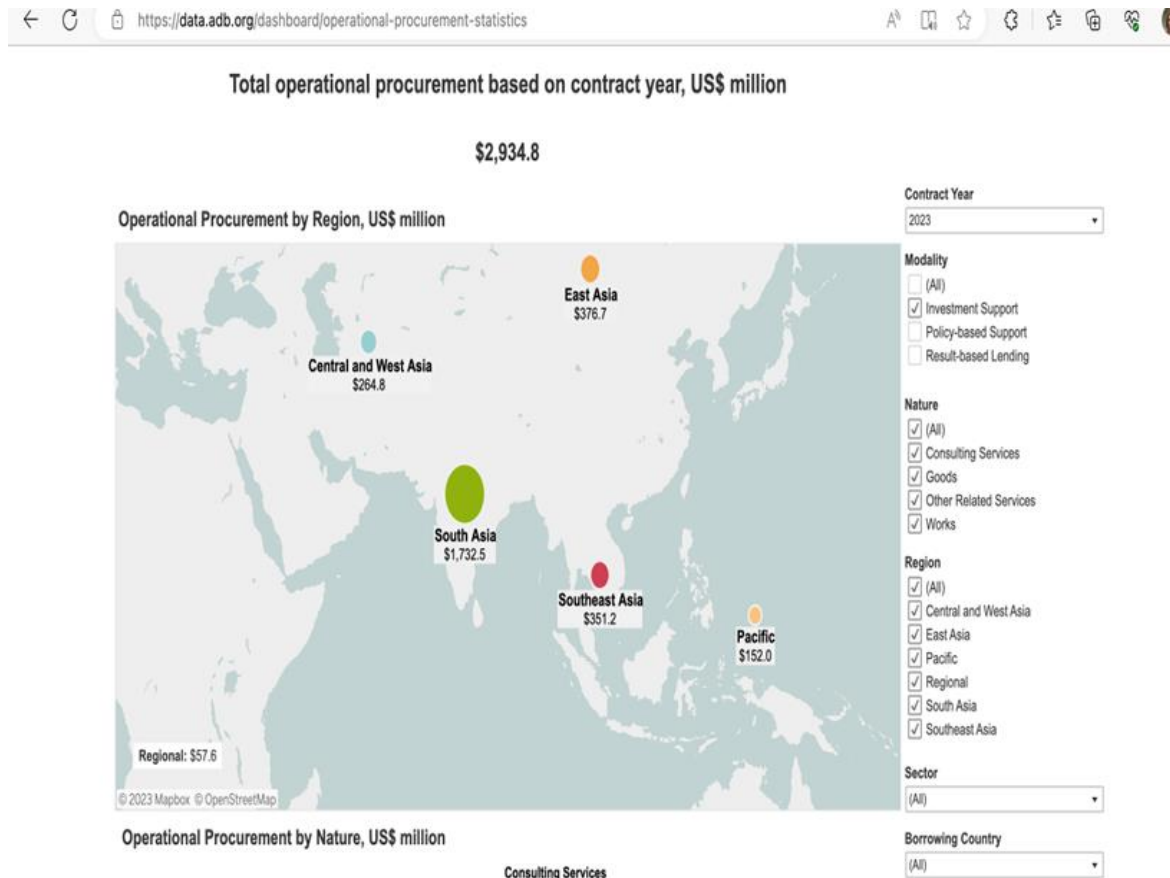 https://data.adb.org/dashboard/operational-procurement-statistics
Total operational procurement based on contract year, US$ million
$2,934.8
Operational Procurement by Region, US$ million
East Asia
$376.7
Central and West Asia
$264.8
South Asia
$1,732.5
Southeast Asia
$351.2
Pacific
$152.0
Regional: $57.6
© 2023 Mapbox © OpenStreetMap
Operational Procurement by Nature, US$ million
Consulting Services
Contract Year
2023
Modality
(All)
Investment Support
Policy-based Support
Result-based Lending
Nature
(All)
Consulting Services
Goods
Other Related Services
Works
Region
(All)
Central and West Asia
East Asia
Pacific
Regional
South Asia
Southeast Asia
Sector
(All)
Borrowing Country
(All)